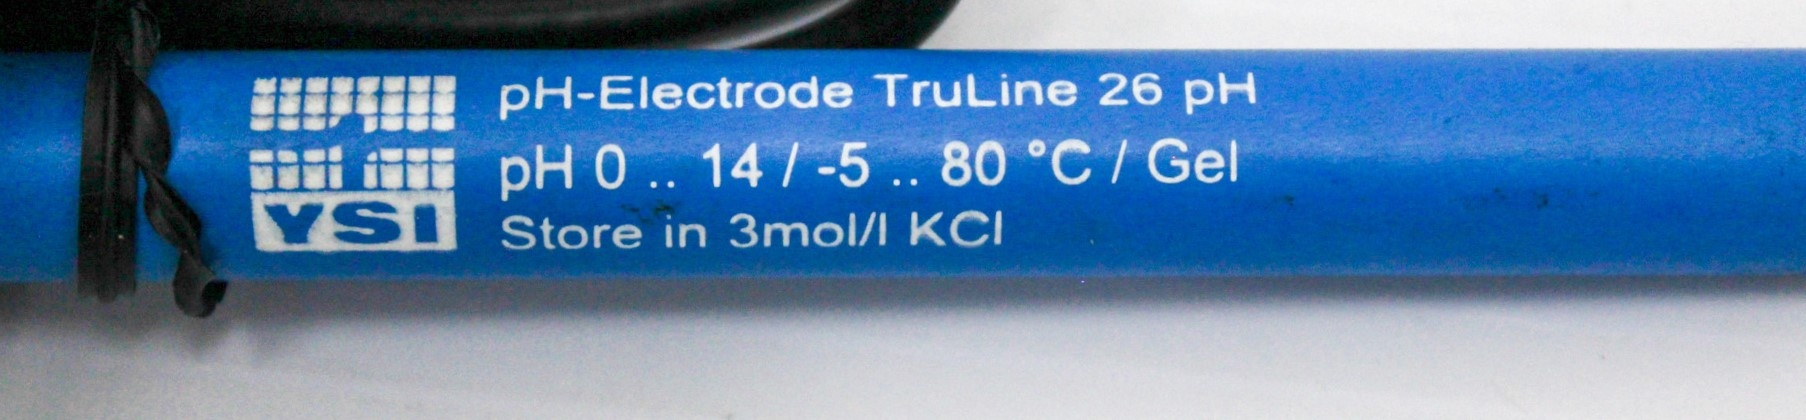 pH-Electrode TruLine 26 pH
pH 0 .. 14 / -5 .. 80 °C / Gel
YSI
Store in 3mol/l KCl